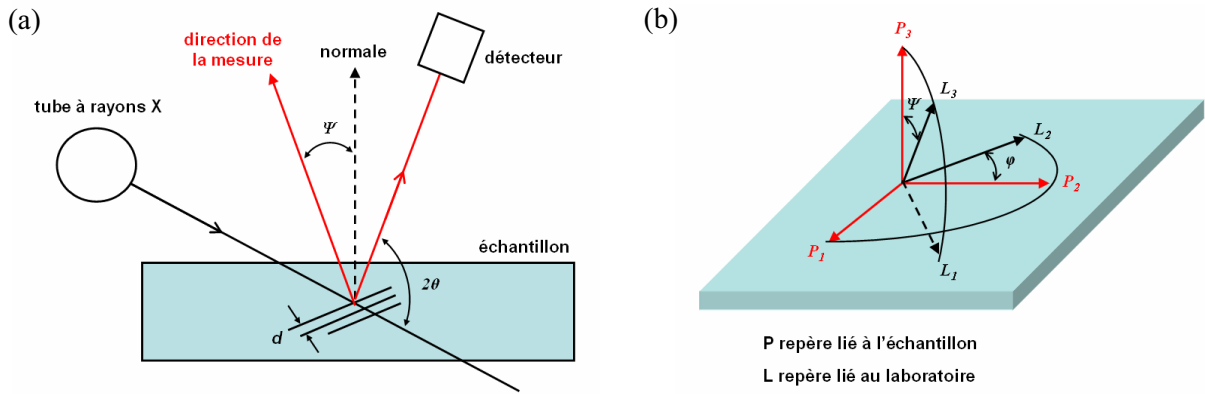 (a)
direction de
la mesure
normale
détecteur
tube à rayons X
Ψ
échantillon
2θ
d
(b)
P3
Ψ
L3
L2
φ
P2
P1
L1
P repère lié à l'échantillon
L repère lié au laboratoire